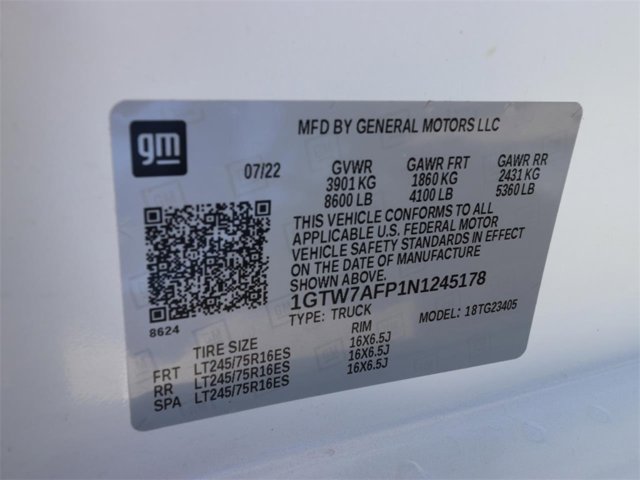 gm
MFD BY GENERAL MOTORS LLC
07/22 GVWR GAWR FRT GAWR RR
3901 KG 1860 KG 2431 KG
8600 LB 4100 LB 5360 LB
THIS VEHICLE CONFORMS TO ALL
APPLICABLE U.S. FEDERAL MOTOR
VEHICLE SAFETY STANDARDS IN EFFECT
ON THE DATE OF MANUFACTURE
SHOWN ABOVE.
1GTW7AFP1N1245178
8624 TYPE: TRUCK MODEL: 18TG23405
TIRE SIZE RIM
FRT LT245/75R16ES 16X6.5J
RR LT245/75R16ES 16X6.5J
SPA LT245/75R16ES 16X6.5J